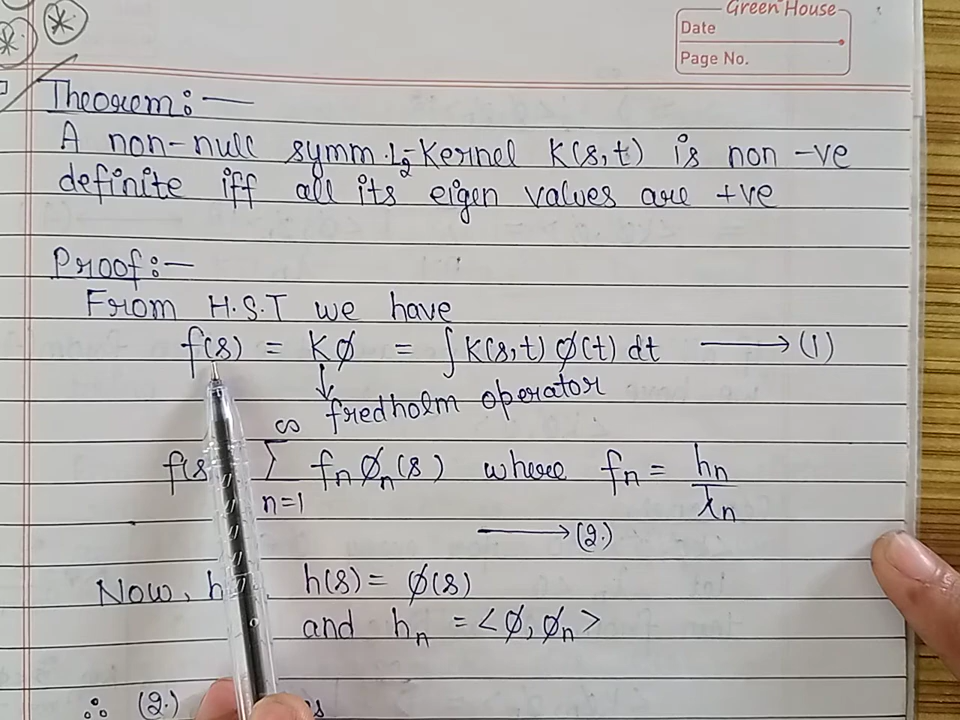 Green House
Date
Page No.
Theorem:—
A non-null symm. L₂-Kernel K(s,t) is non -ve
definite iff all its eigen values are +ve
Proof:—
From H.S.T we have
f(s) = Kφ = ∫K(s,t) φ(t) dt ⟶ (1)
↓ fredholm operator
f(s ∞ Σ n=1 fₙ φₙ(s) where fₙ = hₙ/λₙ
⟶ (2.)
Now, h(s) = φ(s)
and hₙ = <φ, φₙ>
∴ (2.)